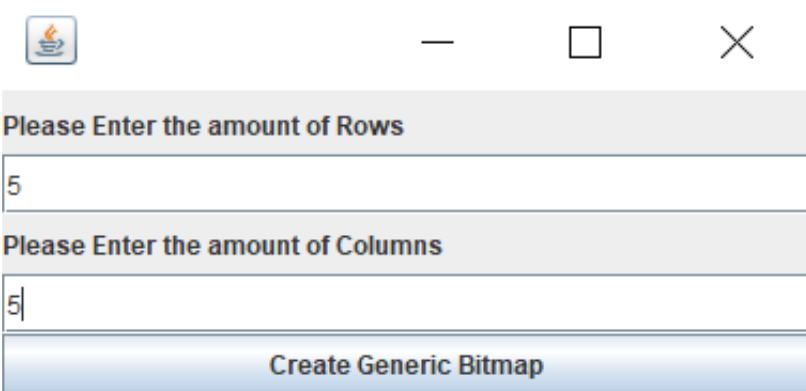 Please Enter the amount of Rows
5
Please Enter the amount of Columns
5
Create Generic Bitmap